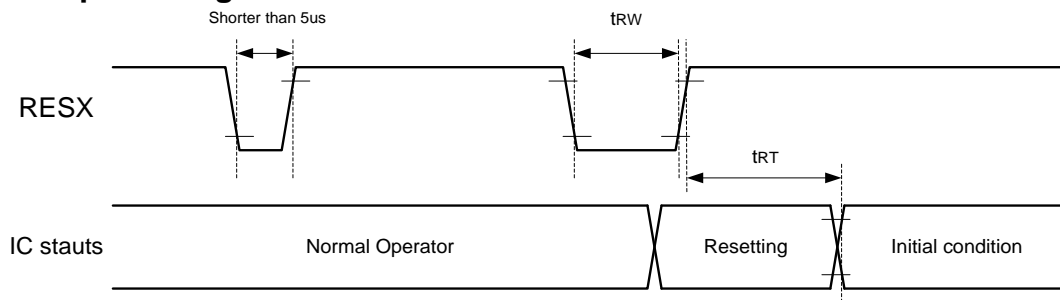 Shorter than 5us
tRW
RESX
tRT
IC stauts
Normal Operator
Resetting
Initial condition